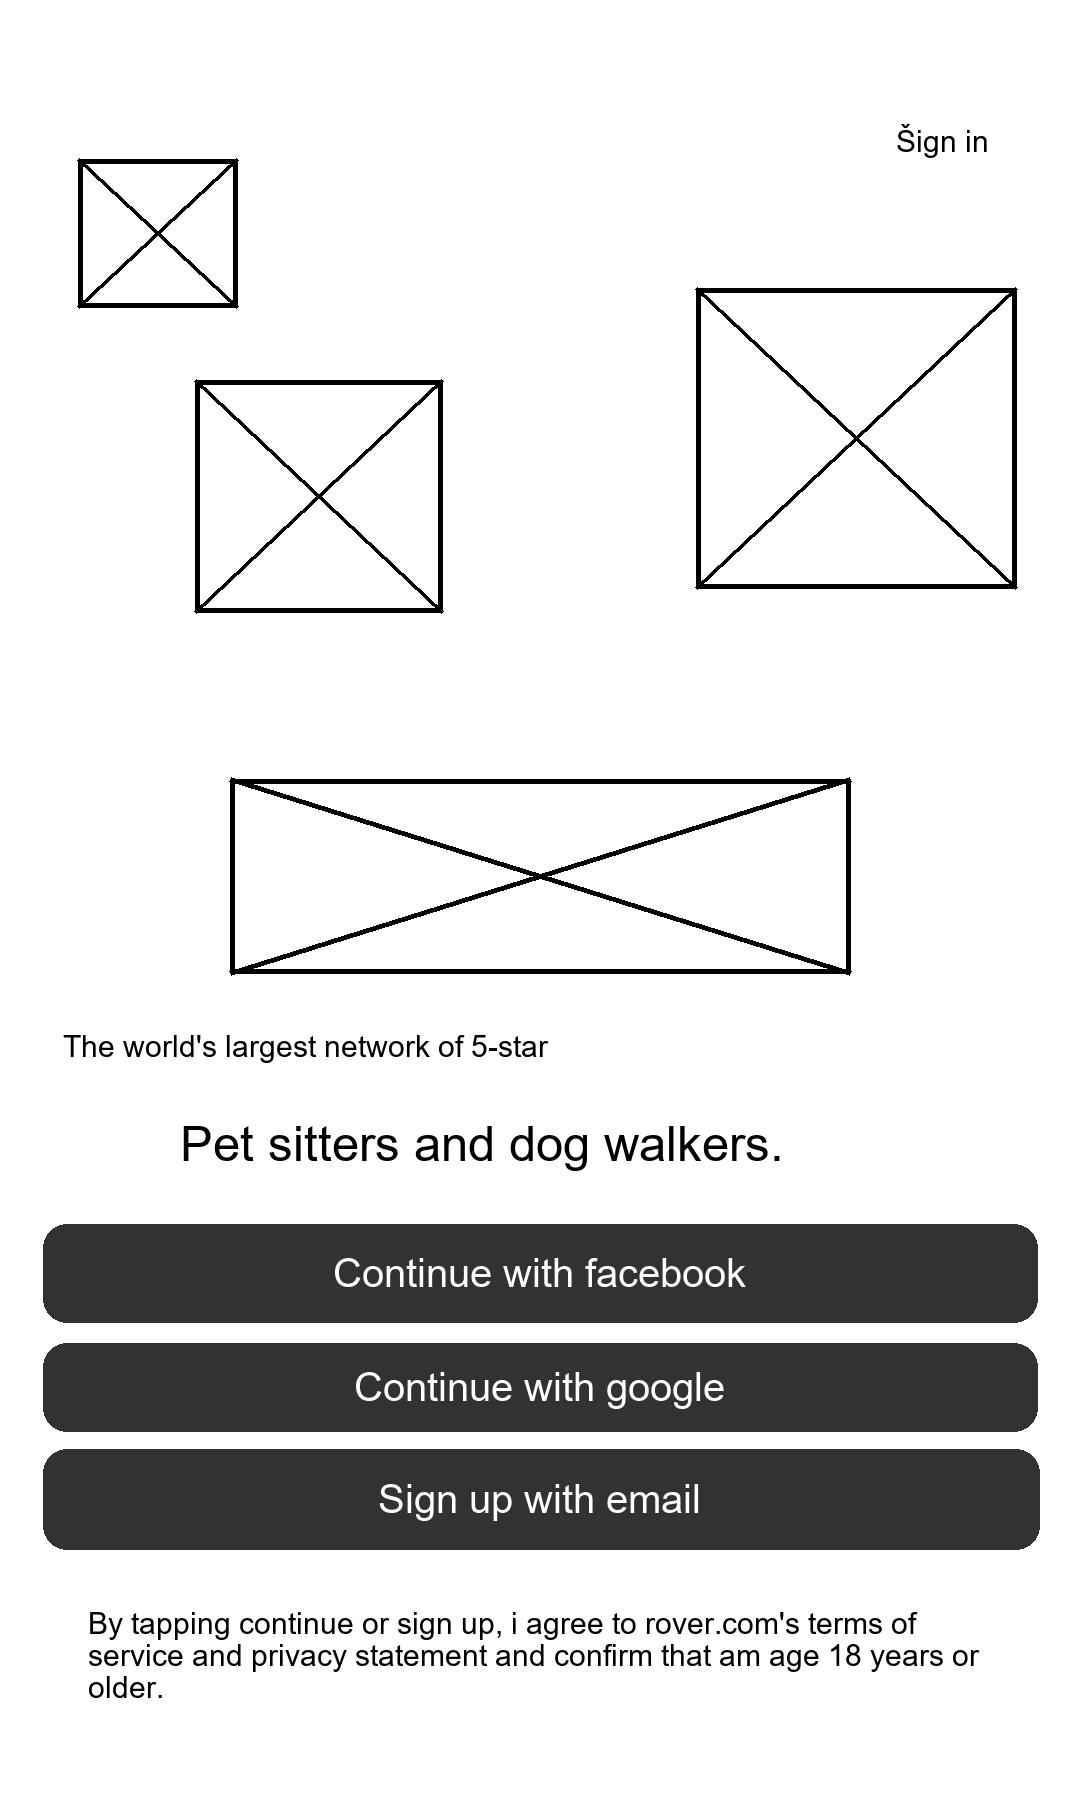 Šign in
The world's largest network of 5-star
Pet sitters and dog walkers.
Continue with facebook
Continue with google
Sign up with email
By tapping continue or sign up, i agree to rover.com's terms of
service and privacy statement and confirm that am age 18 years or
older.